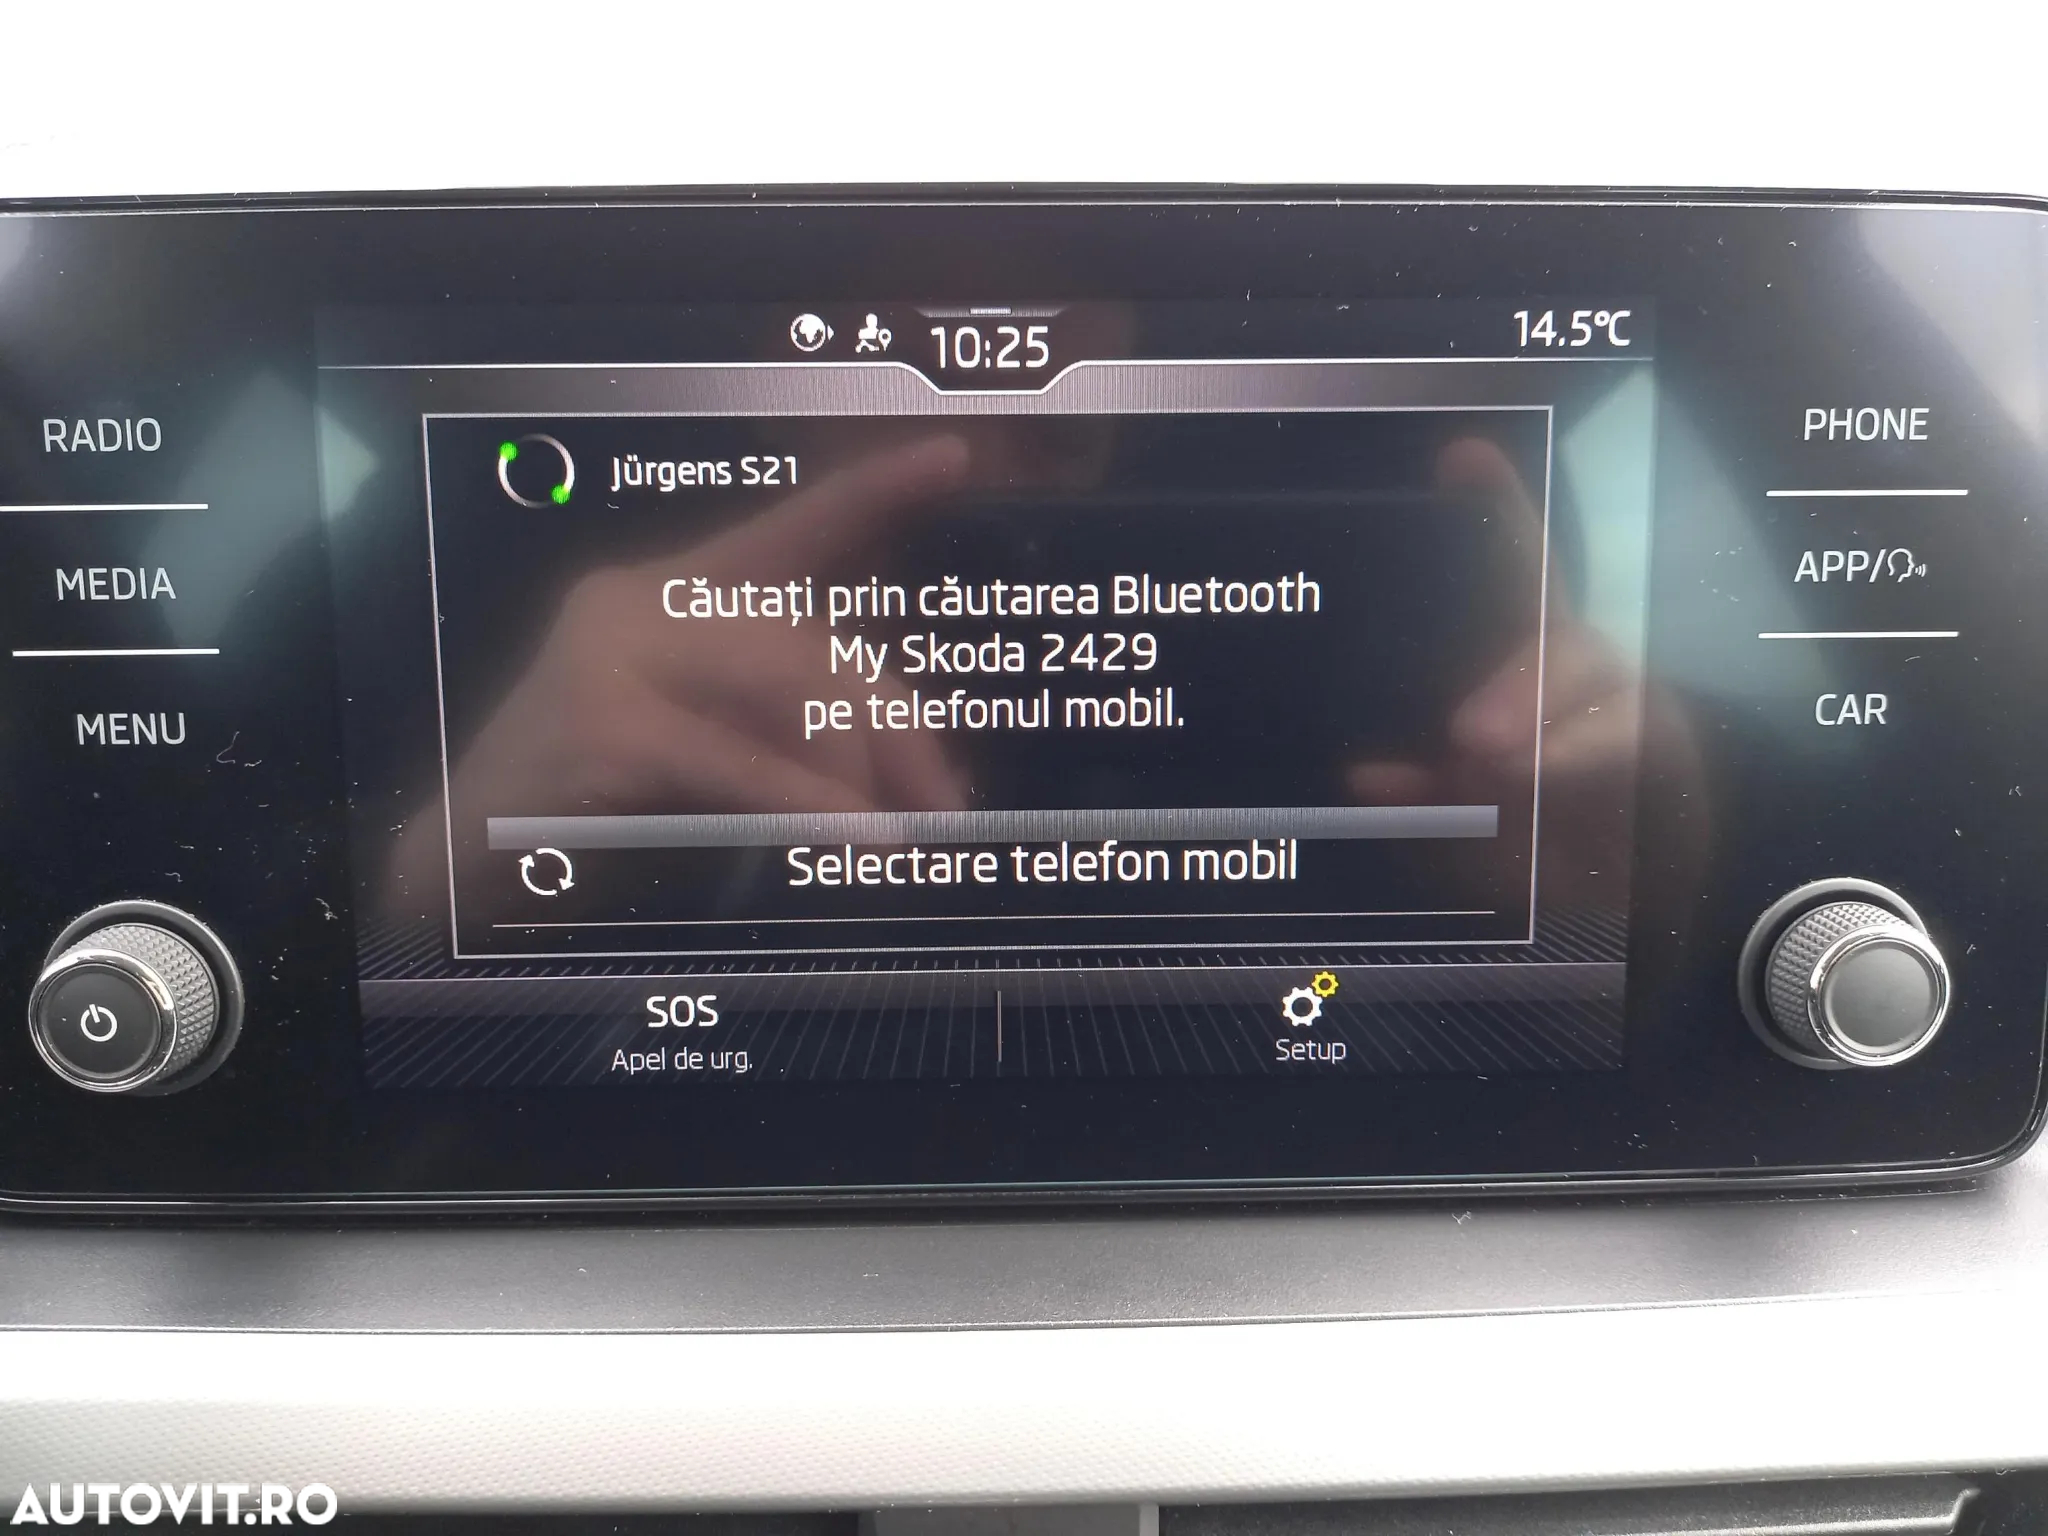 10:25
14.5°C
RADIO
MEDIA
MENU
Jürgens S21
Căutați prin căutarea Bluetooth
My Skoda 2429
pe telefonul mobil.
Selectare telefon mobil
SOS
Apel de urg.
Setup
PHONE
APP/
CAR
AUTOVIT.RO